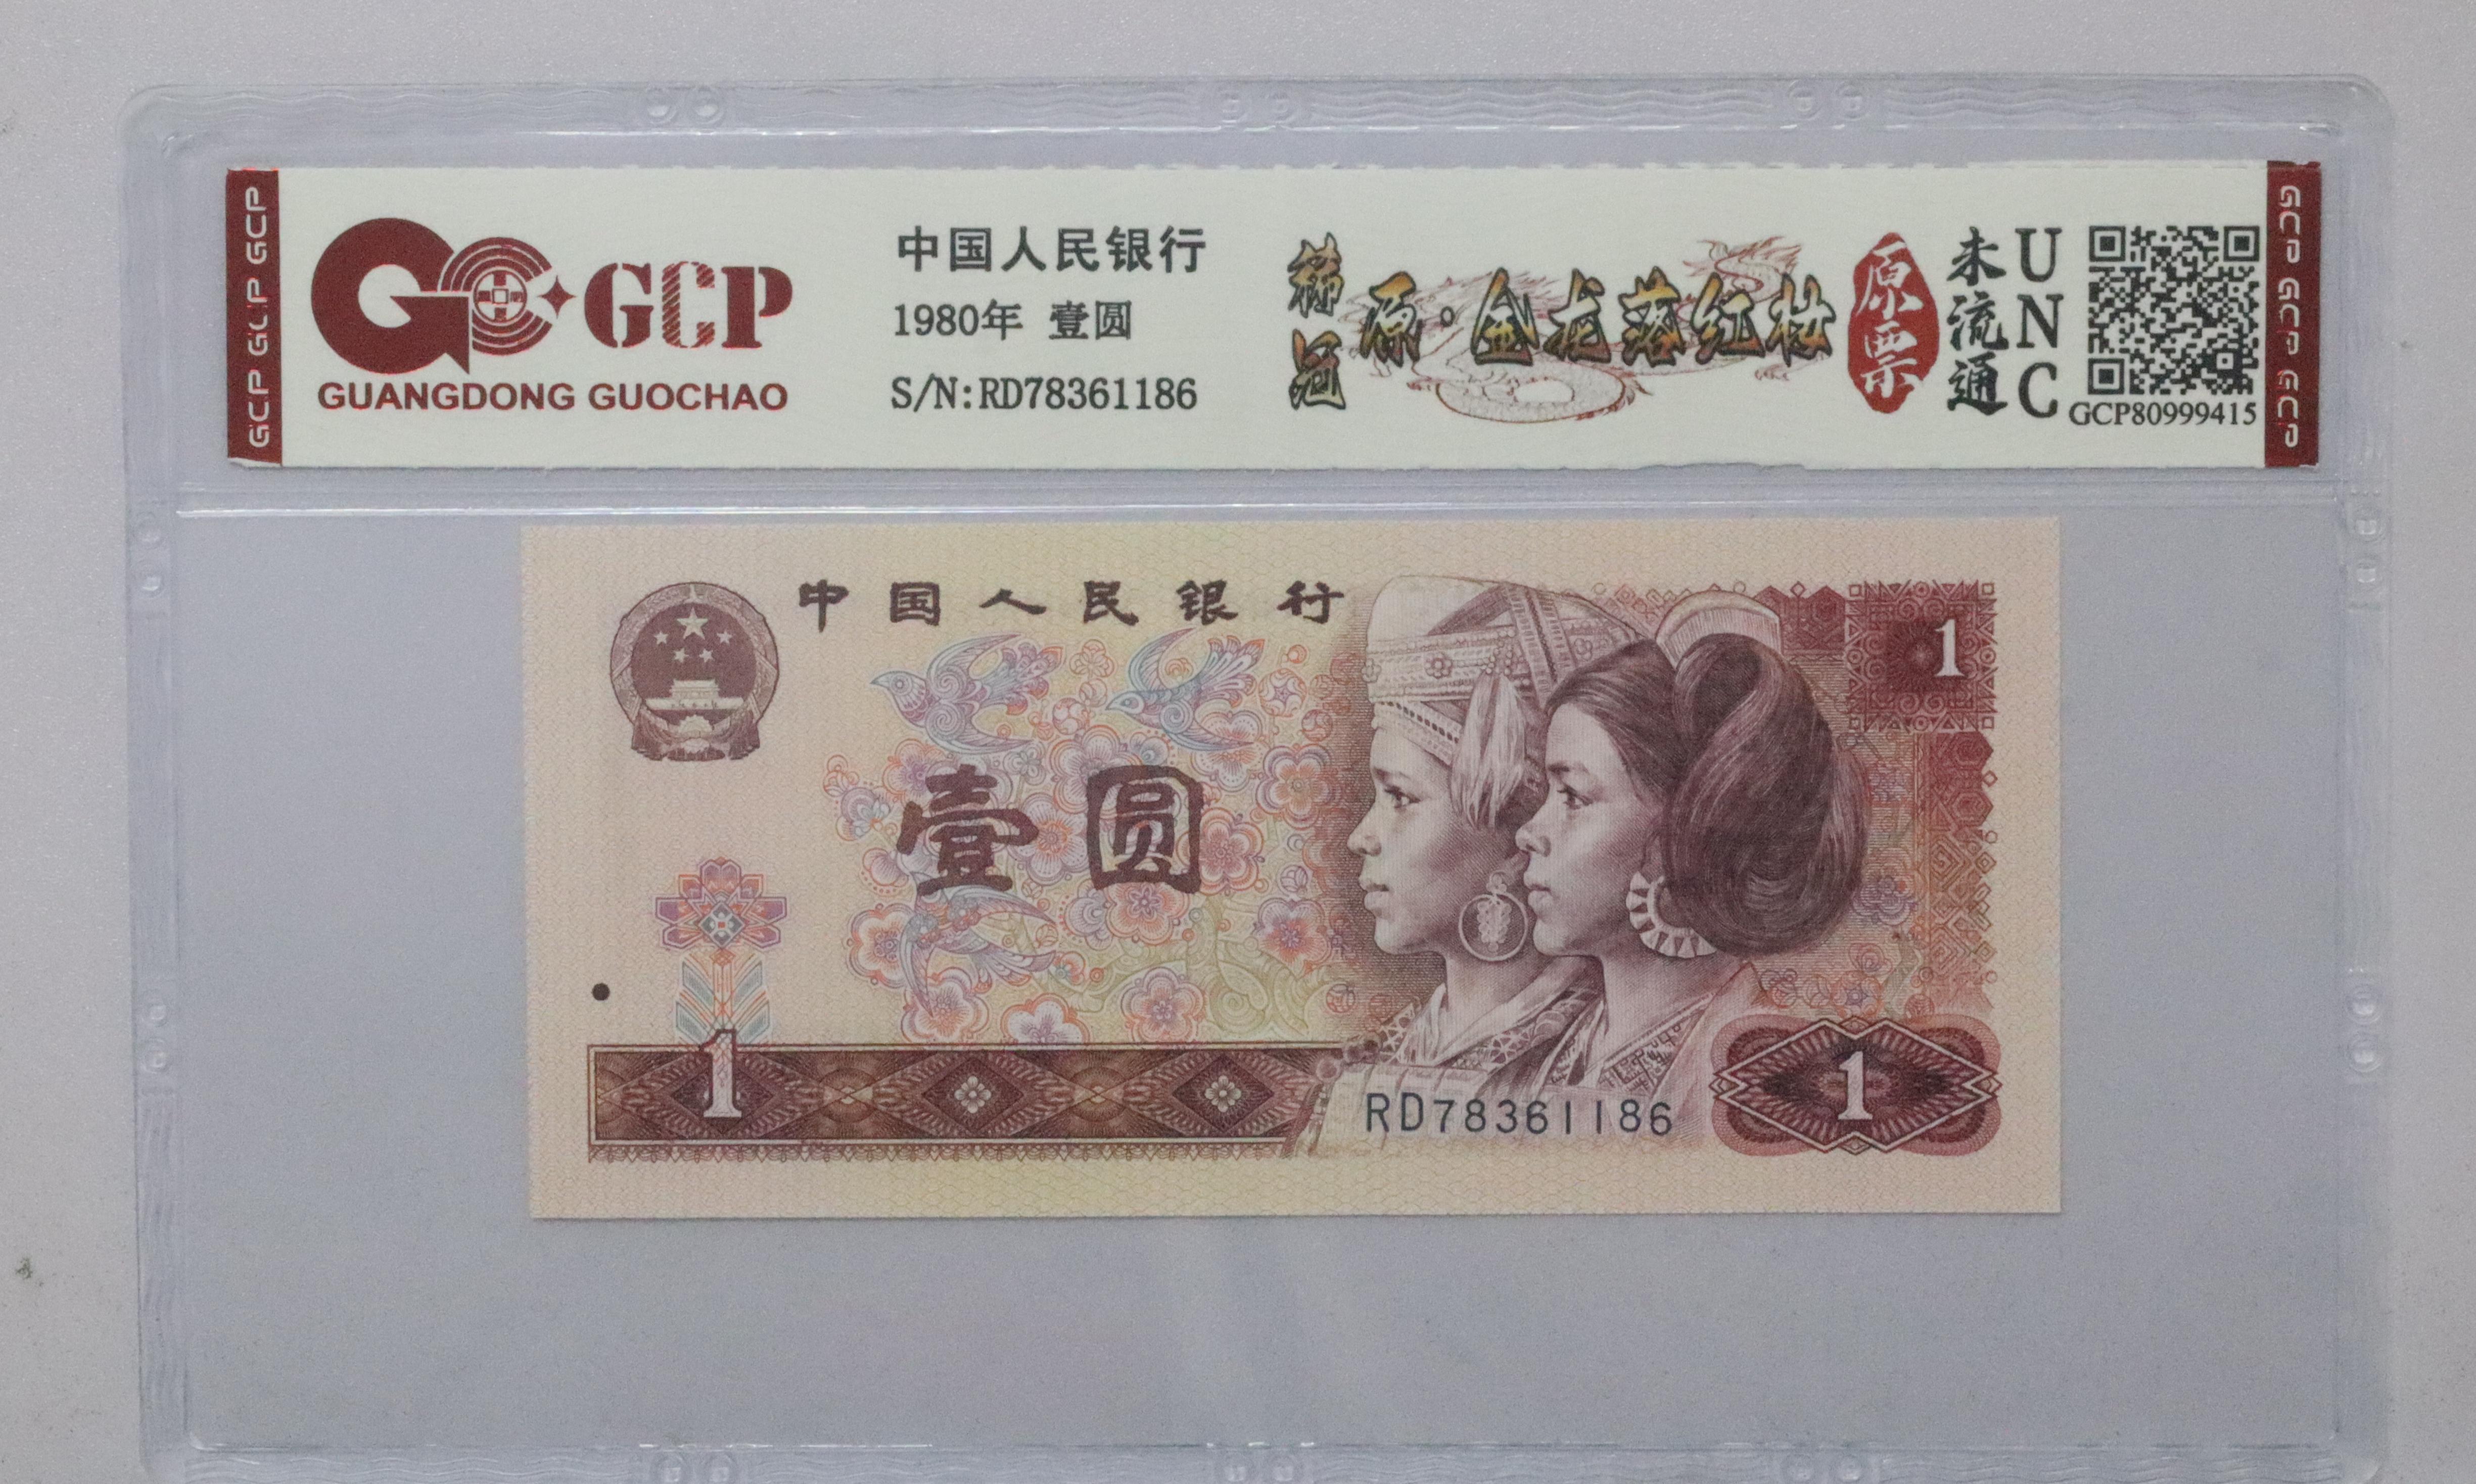 GCP GCP GCP
GCP
GUANGDONG GUOCHAO
中国人民银行
1980年 壹圆
S/N:RD78361186
原·金龙落红妆
原票
未流通
UNC
GCP80999415
GCP GCP GCP
中国人民银行
1
壹圆
1
1
RD78361186